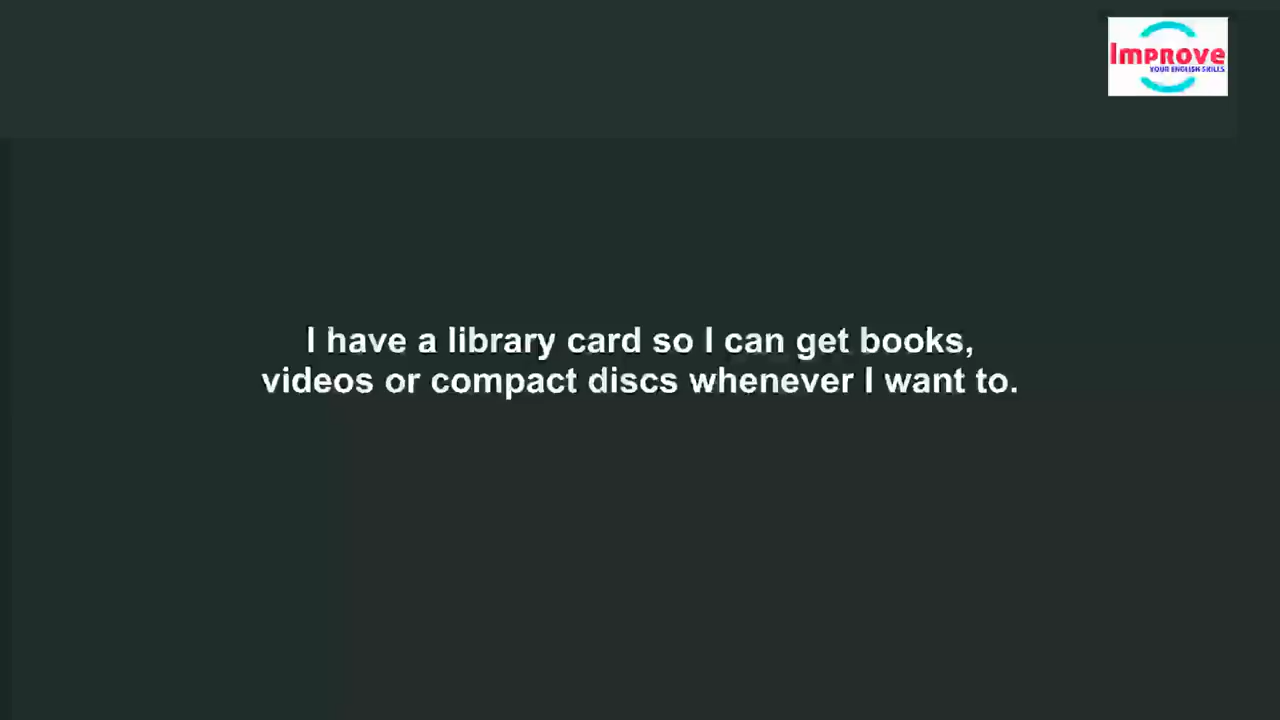 Improve
YOUR ENGLISH SKILLS
I have a library card so I can get books,
videos or compact discs whenever I want to.